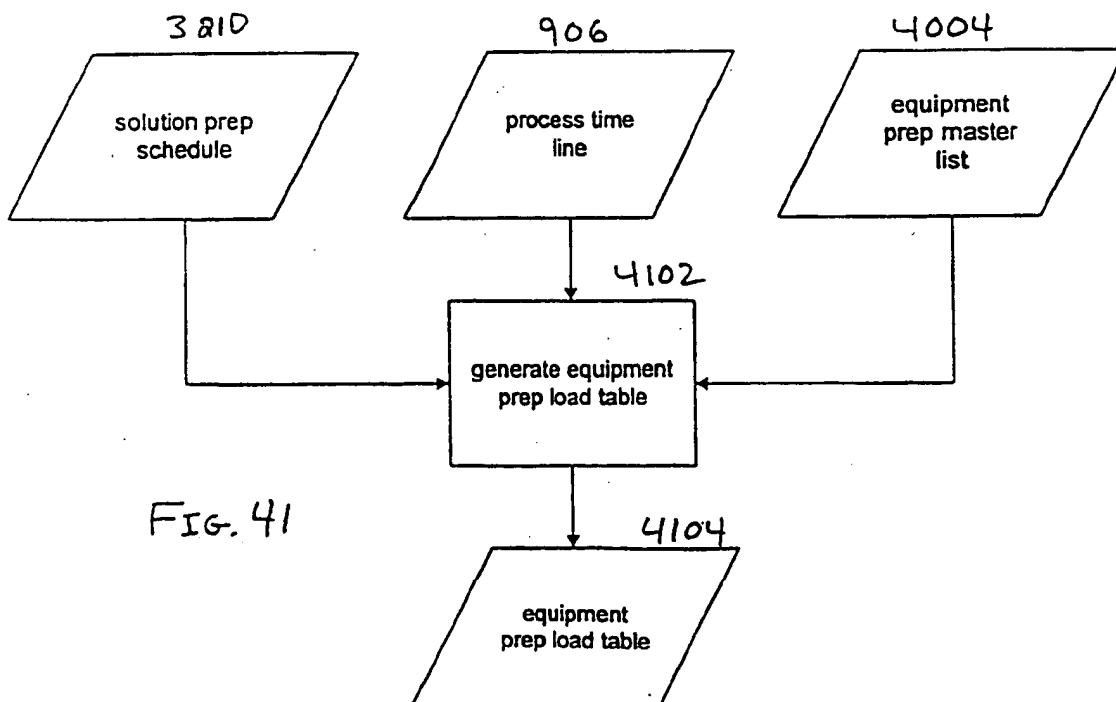 3210
906
4004
solution prep
schedule
process time
line
equipment
prep master
list
4102
generate equipment
prep load table
FIG. 41
4104
equipment
prep load table